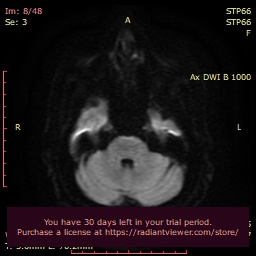 Im: 8/48
Se: 3
A
STP66
STP66
F
Ax DWI B 1000
R
L
You have 30 days left in your trial period.
Purchase a license at https://radiantviewer.com/store/